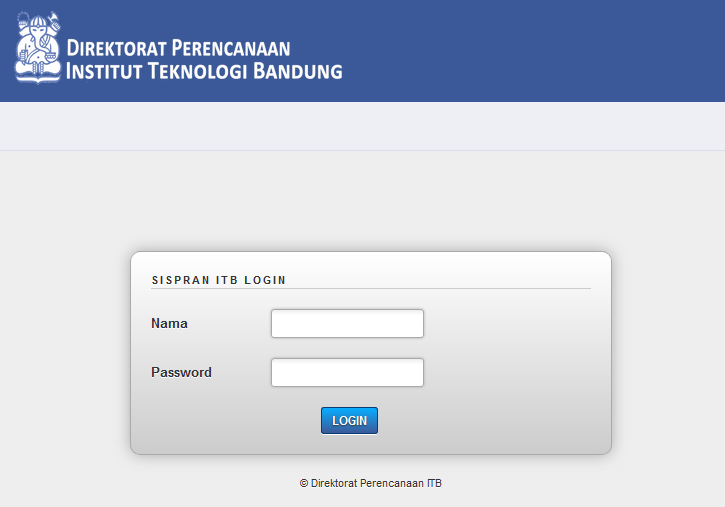 DIREKTORAT PERENCANAAN
INSTITUT TEKNOLOGI BANDUNG
SISPRAN ITB LOGIN
Nama
Password
LOGIN
© Direktorat Perencanaan ITB